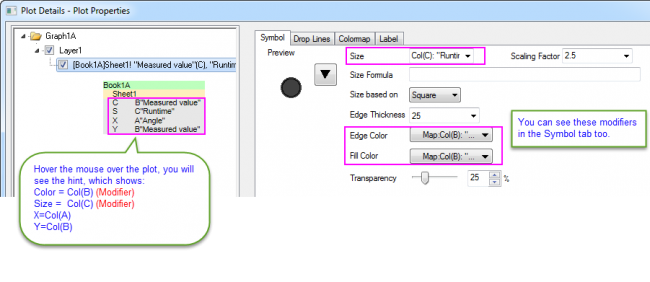 Plot Details - Plot Properties
Graph1A
Layer1
[Book1A]Sheet1! "Measured value"(C), "Runtim
Book1A
Sheet1
C B"Measured value"
S C"Runtime"
X A"Angle"
Y B"Measured value"
Hover the mouse over the plot, you will
see the hint, which shows:
Color = Col(B) (Modifier)
Size = Col(C) (Modifier)
X=Col(A)
Y=Col(B)
Symbol Drop Lines Colormap Label
Preview
Size Col(C): "Runtir Scaling Factor 2.5
Size Formula
Size based on Square
Edge Thickness 25
Edge Color Map:Col(B): "...
Fill Color Map:Col(B): "...
Transparency 25 %
You can see these modifiers
in the Symbol tab too.